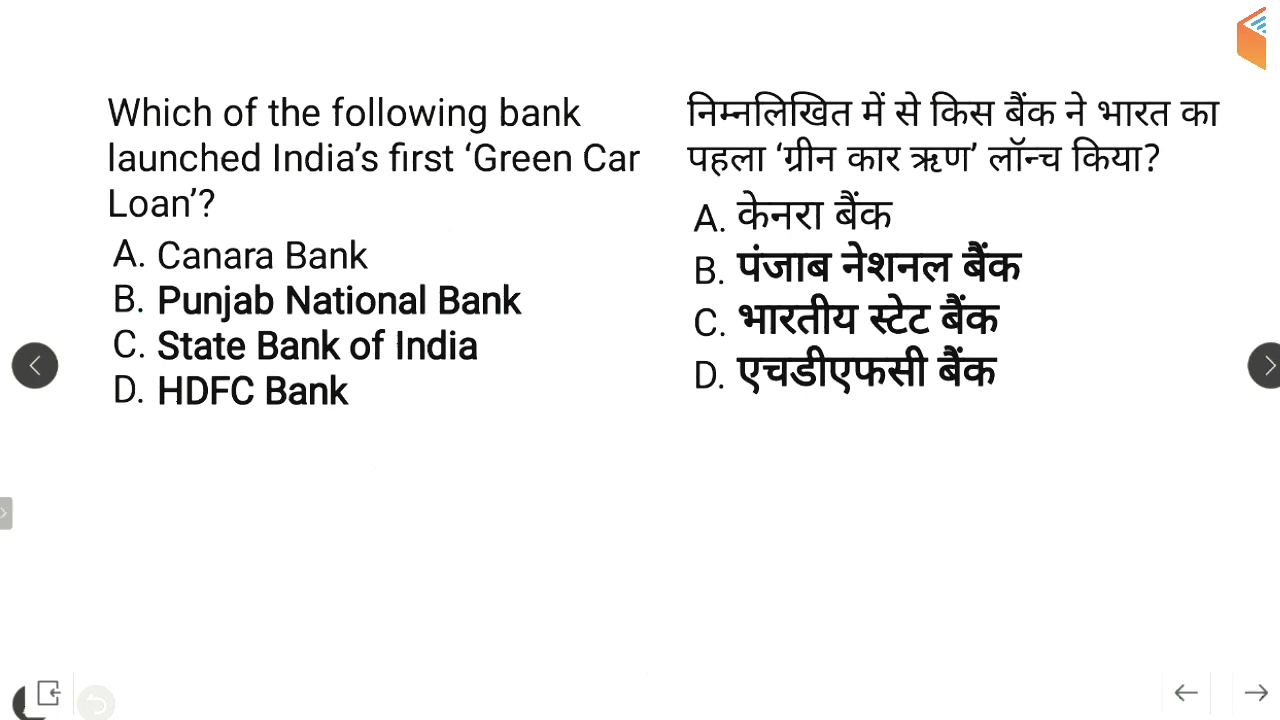 Which of the following bank
launched India’s first ‘Green Car
Loan’?
A. Canara Bank
B. Punjab National Bank
C. State Bank of India
D. HDFC Bank
निम्नलिखित में से किस बैंक ने भारत का
पहला ‘ग्रीन कार ऋण’ लॉन्च किया?
A. केनरा बैंक
B. पंजाब नेशनल बैंक
C. भारतीय स्टेट बैंक
D. एचडीएफसी बैंक